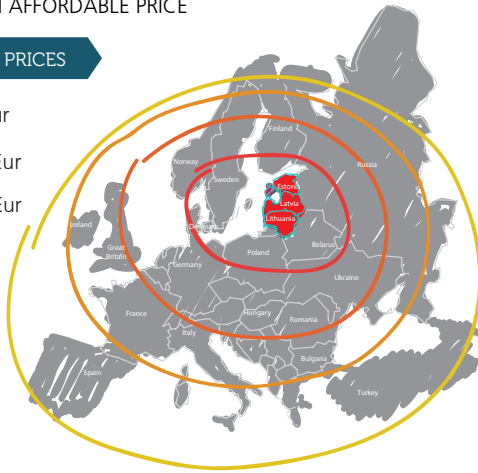 AFFORDABLE PRICE
PRICES
Eur
Eur
Finland
Norway
Russia
Sweden
Estonia
Latvia
Lithuania
Ireland
Denmark
Great
Britain
Belarus
Poland
Germany
Ukraine
France
Hungary
Romania
Italy
Bulgaria
Spain
Turkey